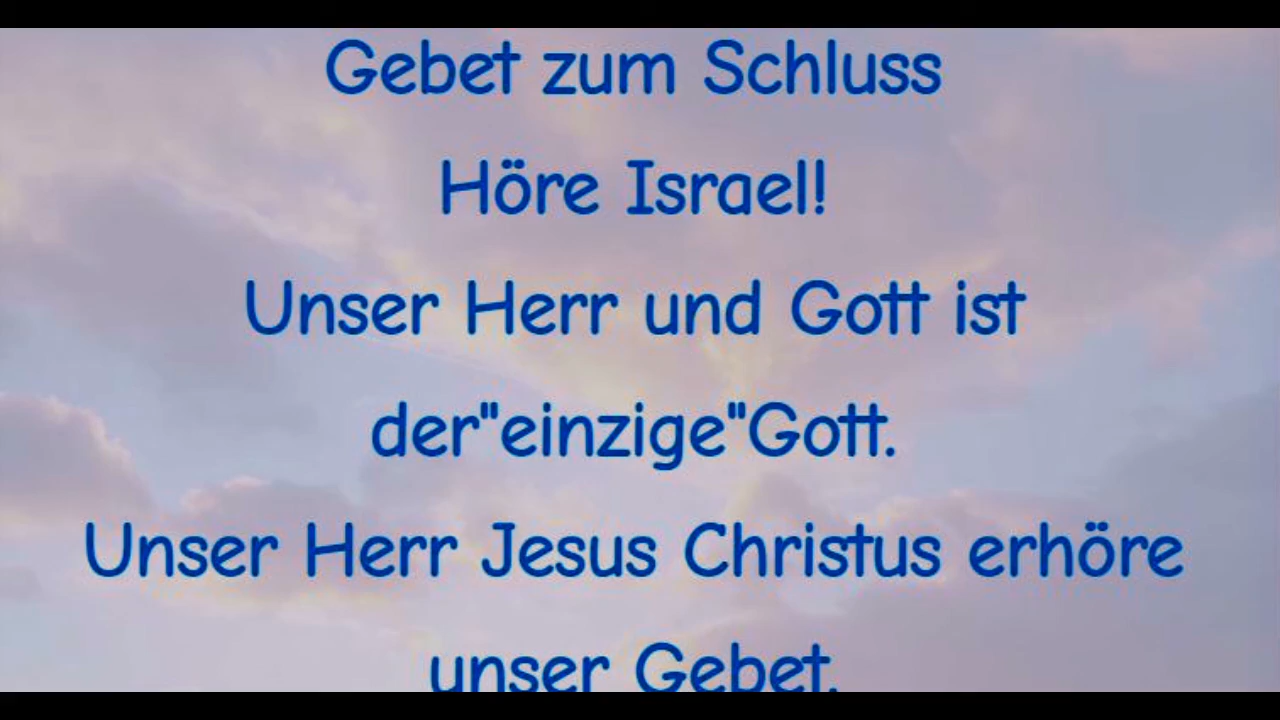 Gebet zum Schluss
Höre Israel!
Unser Herr und Gott ist
der"einzige"Gott.
Unser Herr Jesus Christus erhöre
unser Gebet.